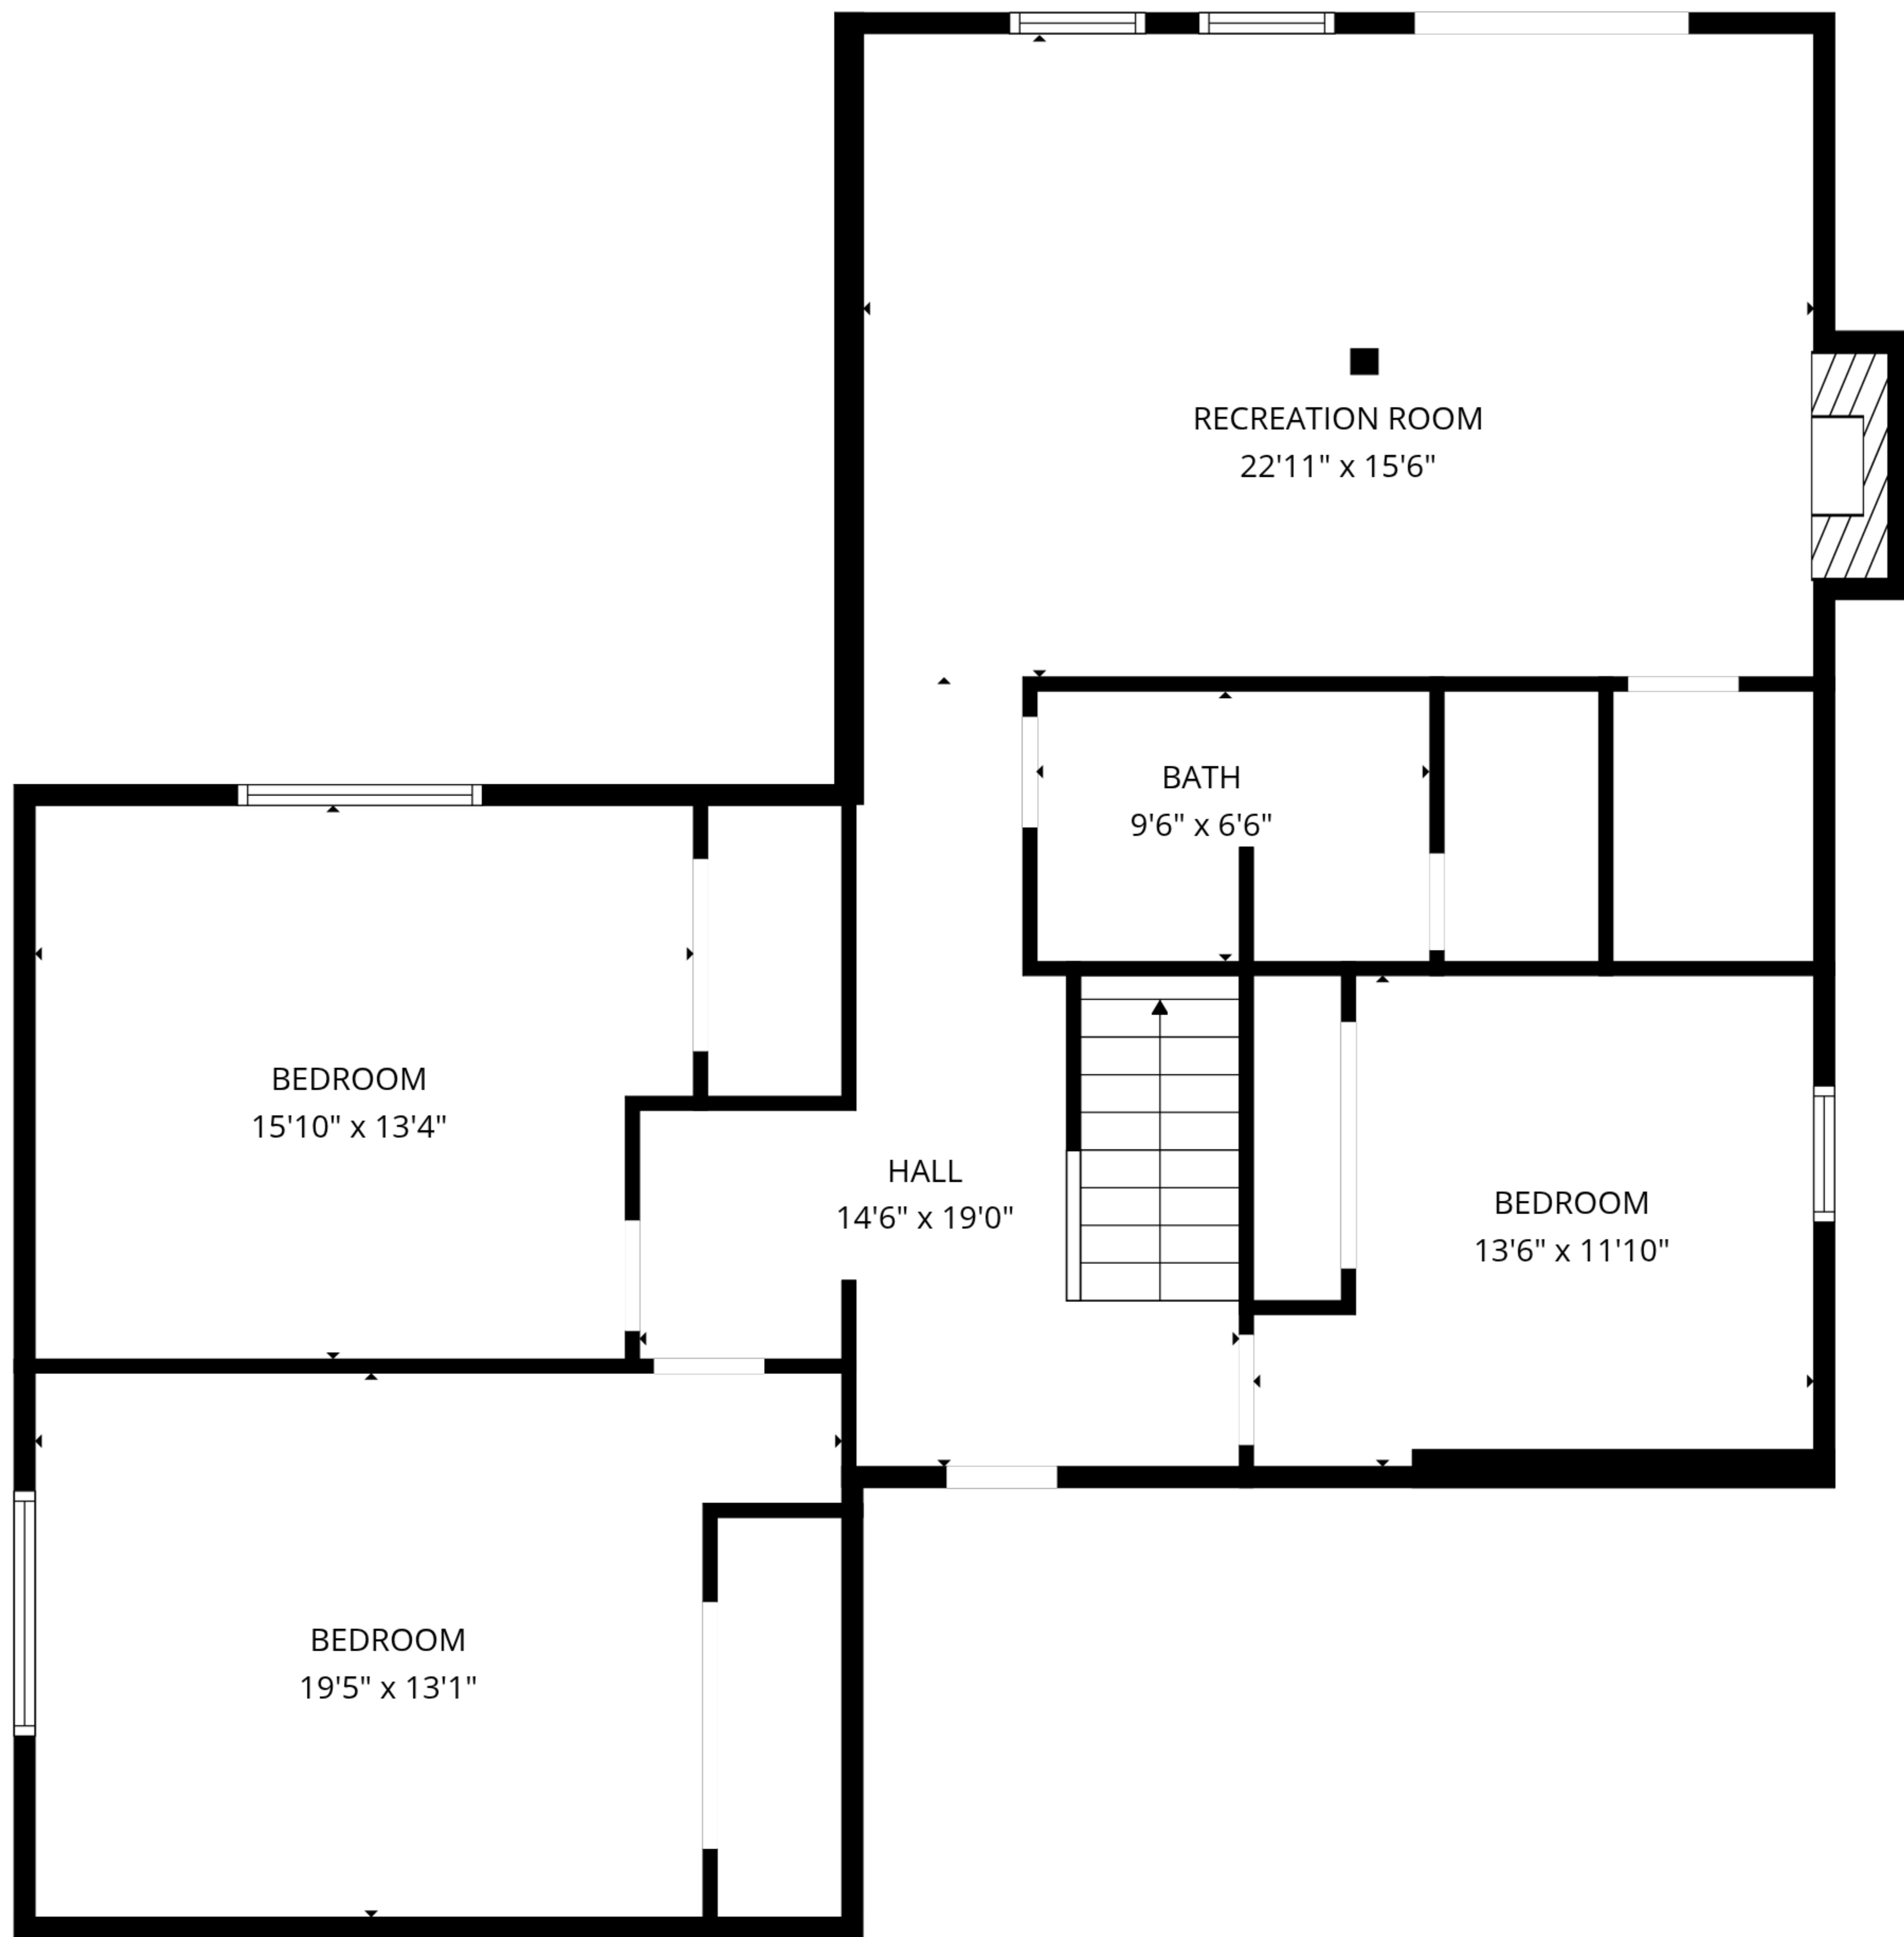 RECREATION ROOM
22'11" x 15'6"
BATH
9'6" x 6'6"
BEDROOM
15'10" x 13'4"
HALL
14'6" x 19'0"
BEDROOM
13'6" x 11'10"
BEDROOM
19'5" x 13'1"